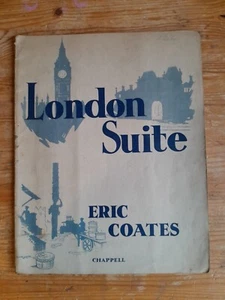 London
Suite
ERIC
COATES
CHAPPELL